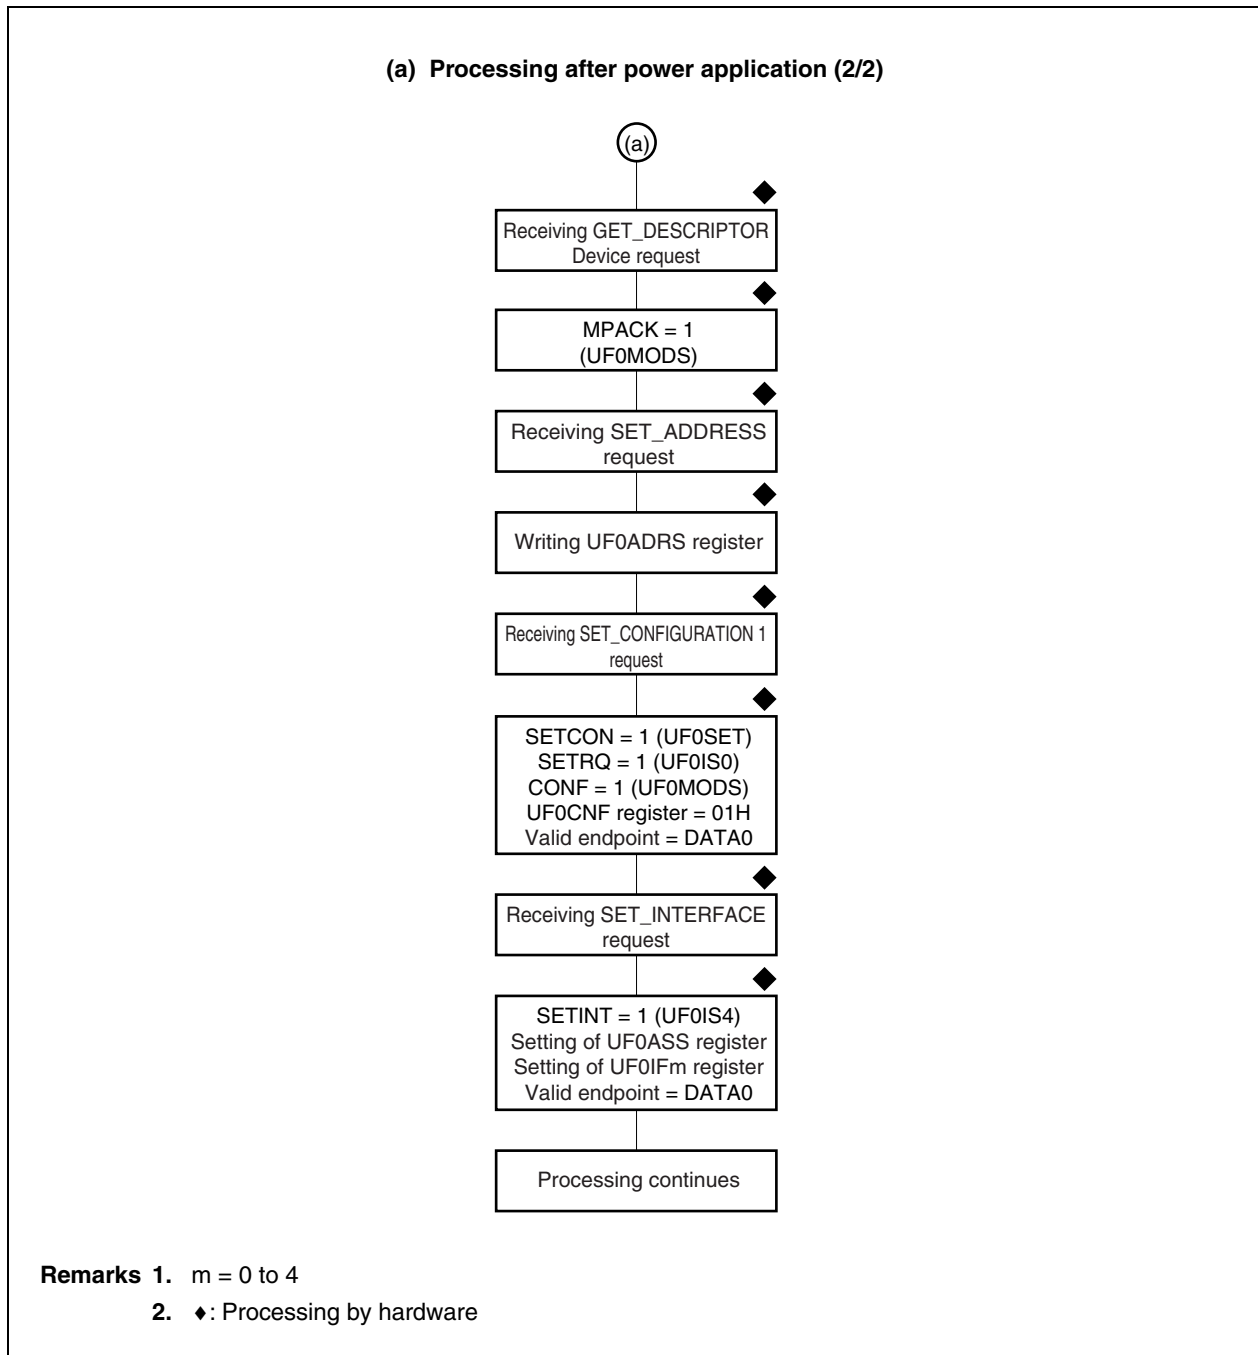 (a) Processing after power application (2/2)
(a)
◆
Receiving GET_DESCRIPTOR
Device request
◆
MPACK = 1
(UF0MODS)
◆
Receiving SET_ADDRESS
request
◆
Writing UF0ADRS register
◆
Receiving SET_CONFIGURATION 1
request
◆
SETCON = 1 (UF0SET)
SETRQ = 1 (UF0IS0)
CONF = 1 (UF0MODS)
UF0CNF register = 01H
Valid endpoint = DATA0
◆
Receiving SET_INTERFACE
request
◆
SETINT = 1 (UF0IS4)
Setting of UF0ASS register
Setting of UF0IFm register
Valid endpoint = DATA0
Processing continues
Remarks 1. m = 0 to 4
2. ♦: Processing by hardware